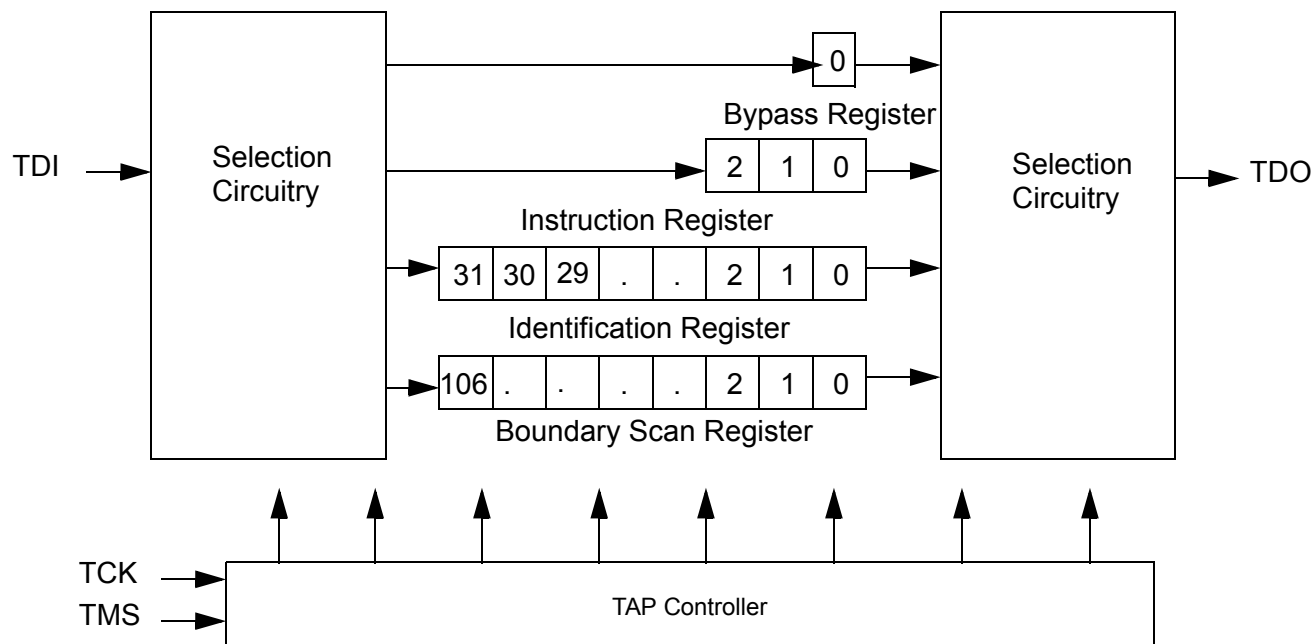 0
Bypass Register
Selection
Circuitry
Selection
Circuitry
TDI
2 1 0
TDO
Instruction Register
31 30 29 . . 2 1 0
Identification Register
106 . . . . 2 1 0
Boundary Scan Register
TCK
TMS
TAP Controller